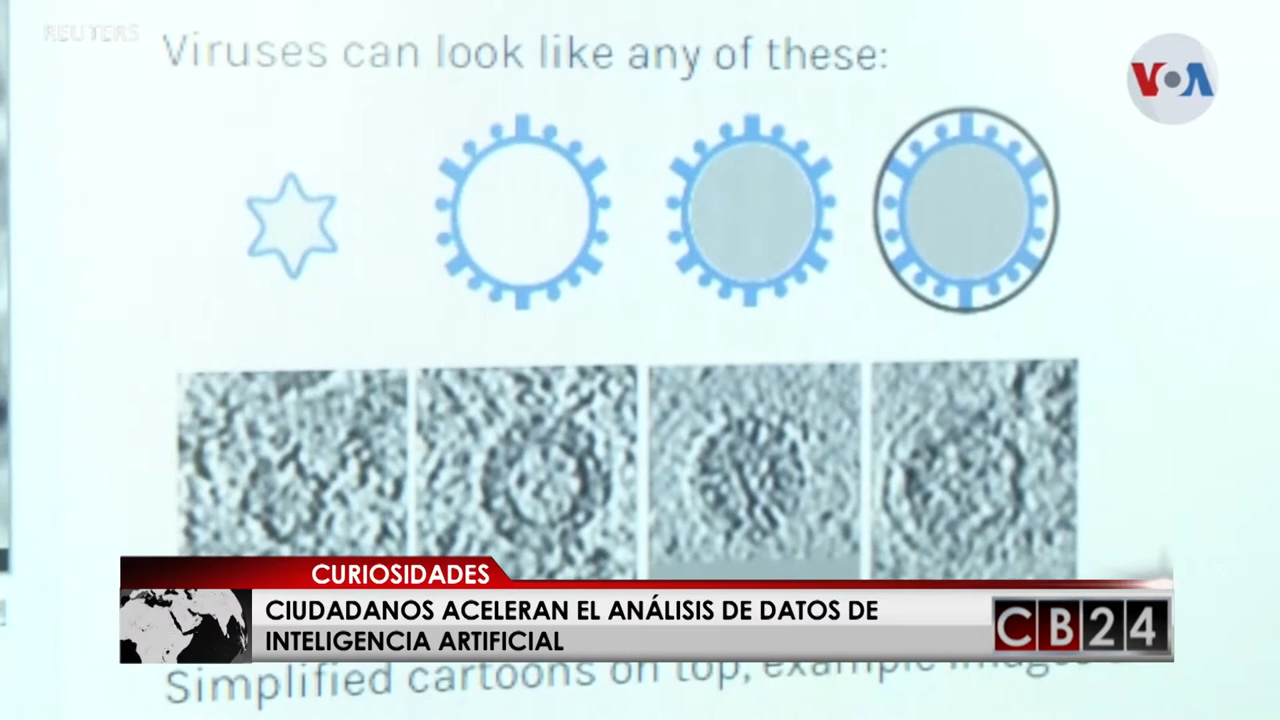 REUTERS
Viruses can look like any of these:
VOA
CURIOSIDADES
CIUDADANOS ACELERAN EL ANÁLISIS DE DATOS DE
INTELIGENCIA ARTIFICIAL
CB24
Simplified cartoons on top, example images